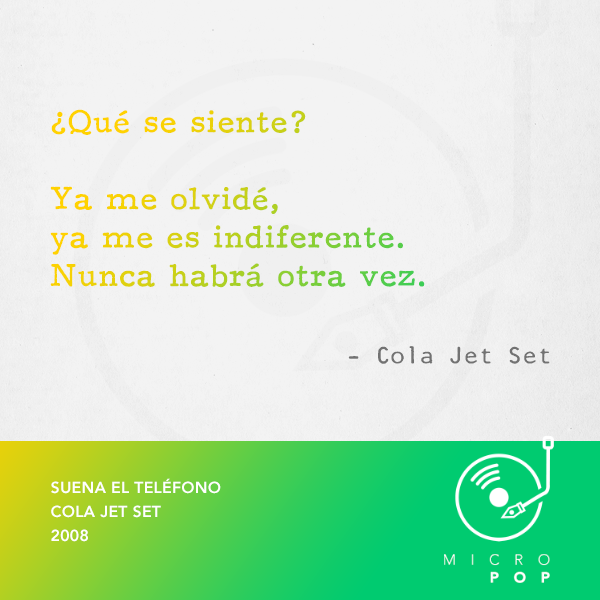 ¿Qué se siente?
Ya me olvidé,
ya me es indiferente.
Nunca habrá otra vez.
- Cola Jet Set
SUENA EL TELÉFONO
COLA JET SET
2008
MICRO
POP